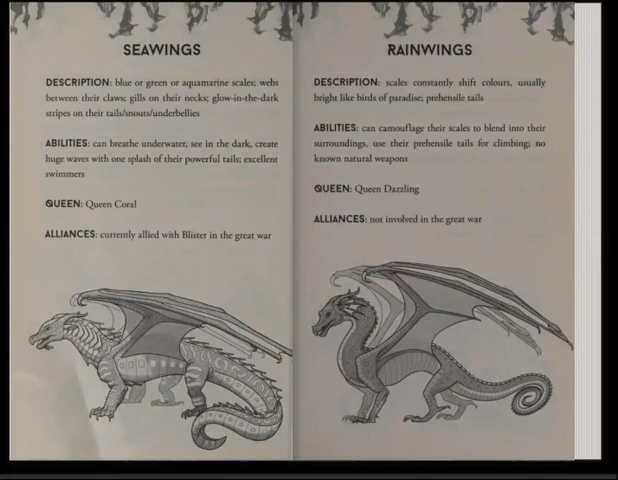 SEAWINGS
DESCRIPTION: blue or green or aquamarine scales; webs
between their claws; gills on their necks; glow-in-the-dark
stripes on their tails/snouts/underbellies
ABILITIES: can breathe underwater, see in the dark, create
huge waves with one splash of their powerful tails; excellent
swimmers
QUEEN: Queen Coral
ALLIANCES: currently allied with Blister in the great war
RAINWINGS
DESCRIPTION: scales constantly shift colours, usually
bright like birds of paradise; prehensile tails
ABILITIES: can camouflage their scales to blend into their
surroundings, use their prehensile tails for climbing; no
known natural weapons
QUEEN: Queen Dazzling
ALLIANCES: not involved in the great war